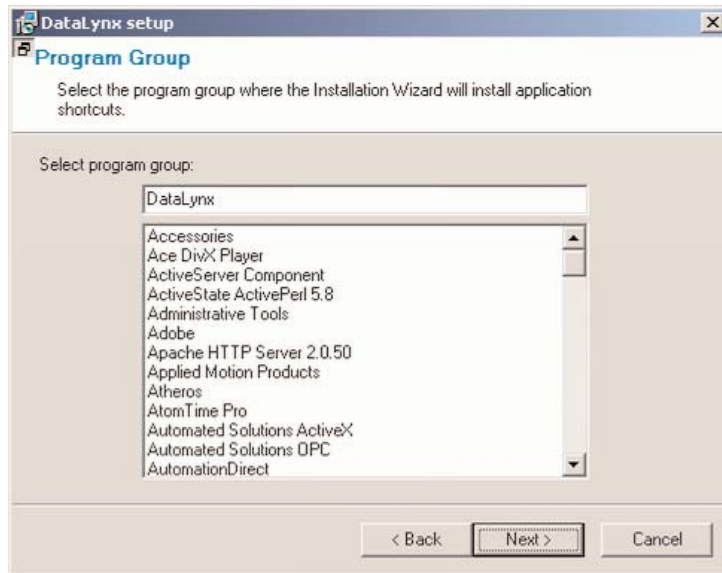 DataLynx setup
Program Group
Select the program group where the Installation Wizard will install application
shortcuts.
Select program group:
DataLynx
Accessories
Ace DivX Player
ActiveServer Component
ActiveState ActivePerl 5.8
Administrative Tools
Adobe
Apache HTTP Server 2.0.50
Applied Motion Products
Atheros
AtomTime Pro
Automated Solutions ActiveX
Automated Solutions OPC
AutomationDirect
< Back
Next >
Cancel